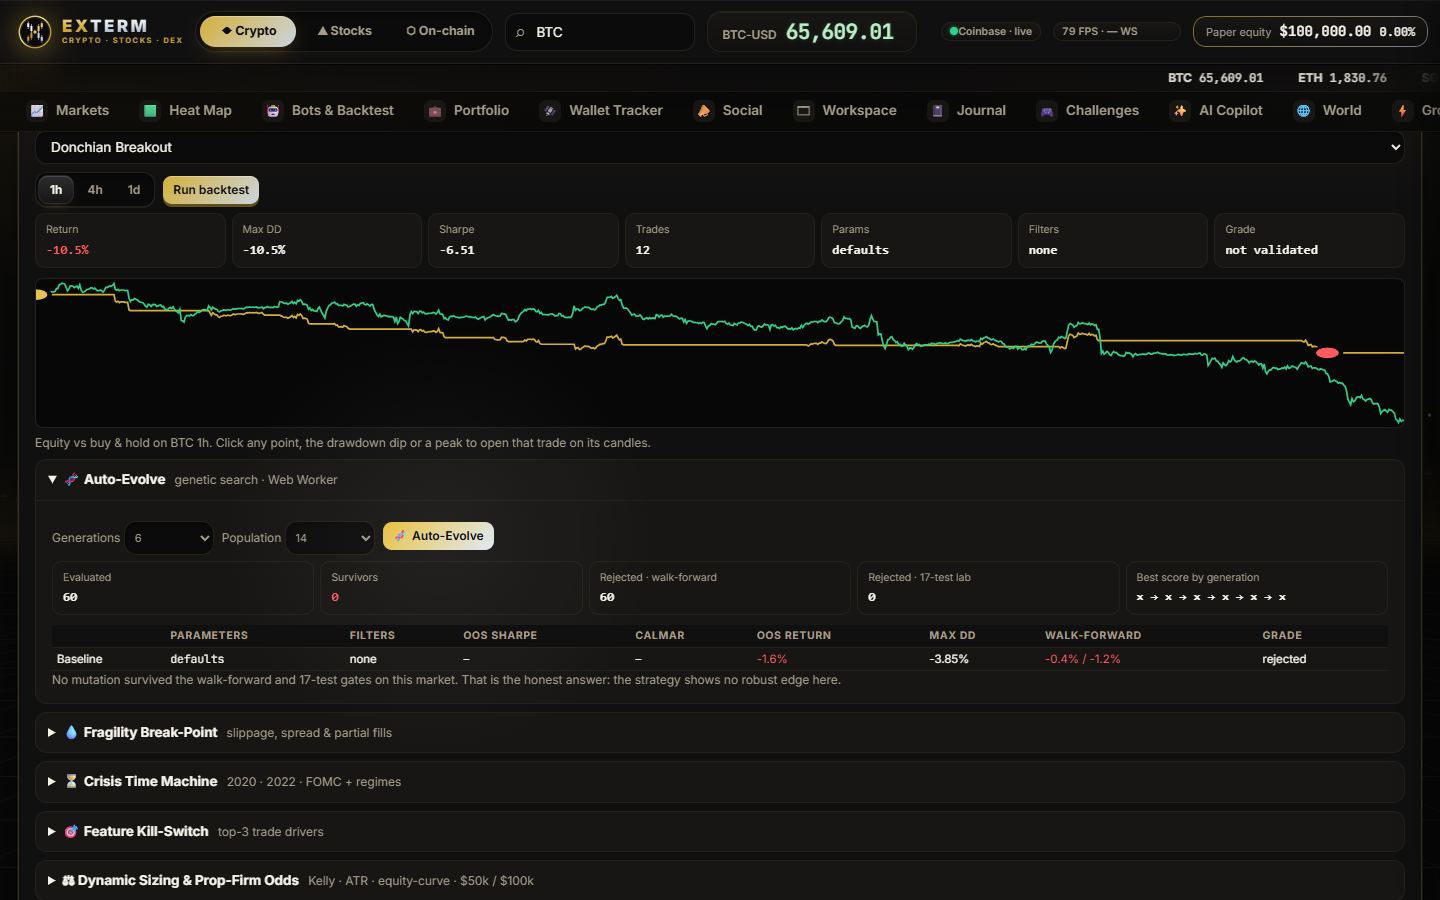 EXTERM
CRYPTO · STOCKS · DEX
Crypto
Stocks
On-chain
BTC
BTC-USD 65,609.01
Coinbase · live
79 FPS · — WS
Paper equity $100,000.00 0.00%
BTC 65,609.01 ETH 1,830.76
Markets
Heat Map
Bots & Backtest
Portfolio
Wallet Tracker
Social
Workspace
Journal
Challenges
AI Copilot
World
Donchian Breakout
1h 4h 1d Run backtest
Return Max DD Sharpe Trades Params Filters Grade
-10.5% -10.5% -6.51 12 defaults none not validated
Equity vs buy & hold on BTC 1h. Click any point, the drawdown dip or a peak to open that trade on its candles.
Auto-Evolve genetic search · Web Worker
Generations 6 Population 14 Auto-Evolve
Evaluated Survivors Rejected · walk-forward Rejected · 17-test lab Best score by generation
60 0 60 0 x → x → x → x → x → x
PARAMETERS FILTERS OOS SHARPE CALMAR OOS RETURN MAX DD WALK-FORWARD GRADE
Baseline defaults none – – -1.6% -3.85% -0.4% / -1.2% rejected
No mutation survived the walk-forward and 17-test gates on this market. That is the honest answer: the strategy shows no robust edge here.
Fragility Break-Point slippage, spread & partial fills
Crisis Time Machine 2020 · 2022 · FOMC + regimes
Feature Kill-Switch top-3 trade drivers
Dynamic Sizing & Prop-Firm Odds Kelly · ATR · equity-curve · $50k / $100k